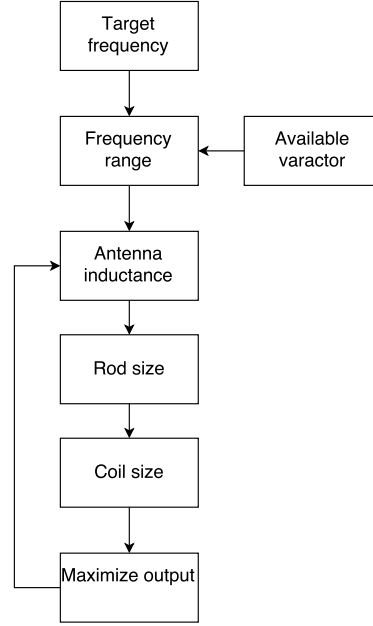 Target
frequency
Frequency
range
Available
varactor
Antenna
inductance
Rod size
Coil size
Maximize output